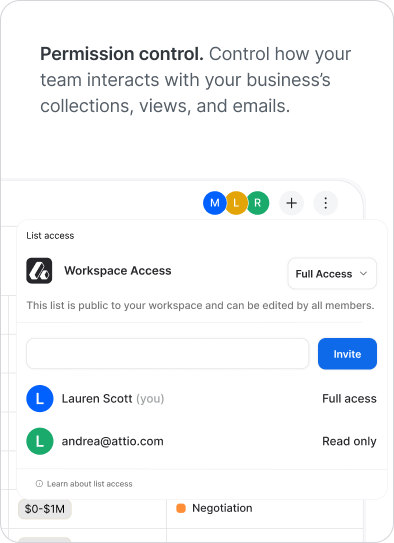 Permission control. Control how your
team interacts with your business's
collections, views, and emails.
M L R
List access
Workspace Access
Full Access
This list is public to your workspace and can be edited by all members.
Invite
L Lauren Scott (you) Full acess
L andrea@attio.com Read only
Learn about list access
$0-$1M Negotiation